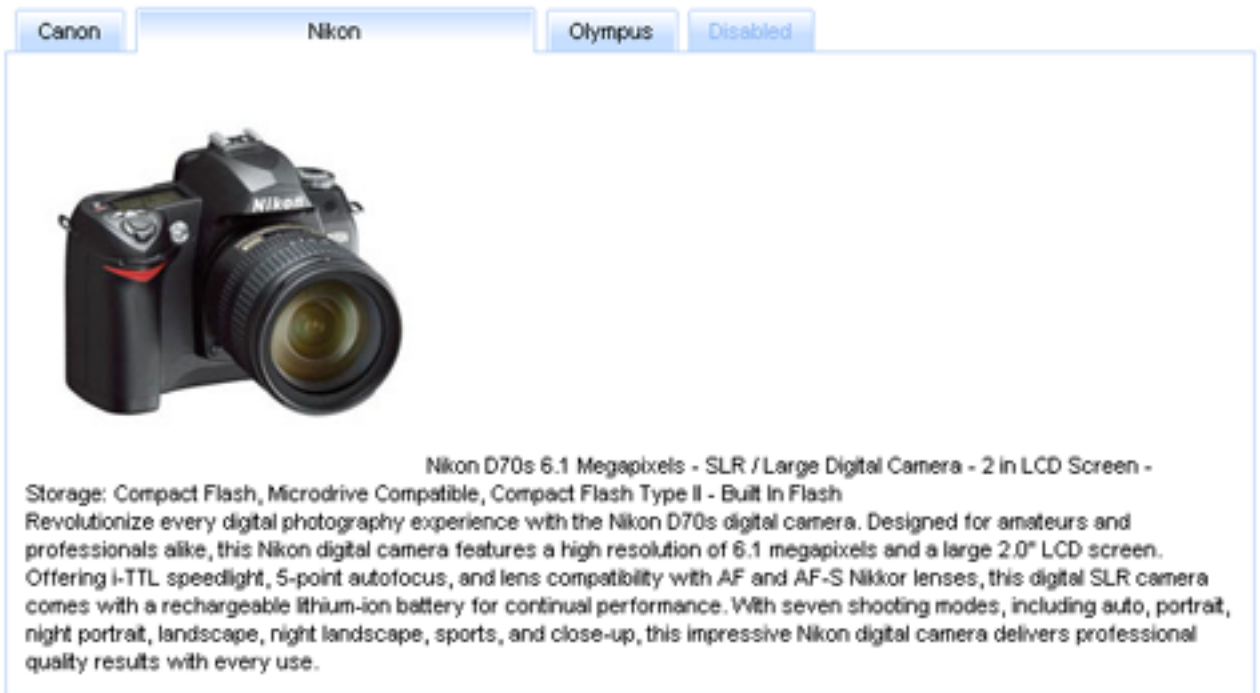 Canon
Nikon
Olympus
Disabled
Nikon
Nikon D70s 6.1 Megapixels - SLR / Large Digital Camera - 2 in LCD Screen -
Storage: Compact Flash, Microdrive Compatible, Compact Flash Type II - Built In Flash
Revolutionize every digital photography experience with the Nikon D70s digital camera. Designed for amateurs and
professionals alike, this Nikon digital camera features a high resolution of 6.1 megapixels and a large 2.0" LCD screen.
Offering i-TTL speedlight, 5-point autofocus, and lens compatibility with AF and AF-S Nikkor lenses, this digital SLR camera
comes with a rechargeable lithium-ion battery for continual performance. With seven shooting modes, including auto, portrait,
night portrait, landscape, night landscape, sports, and close-up, this impressive Nikon digital camera delivers professional
quality results with every use.